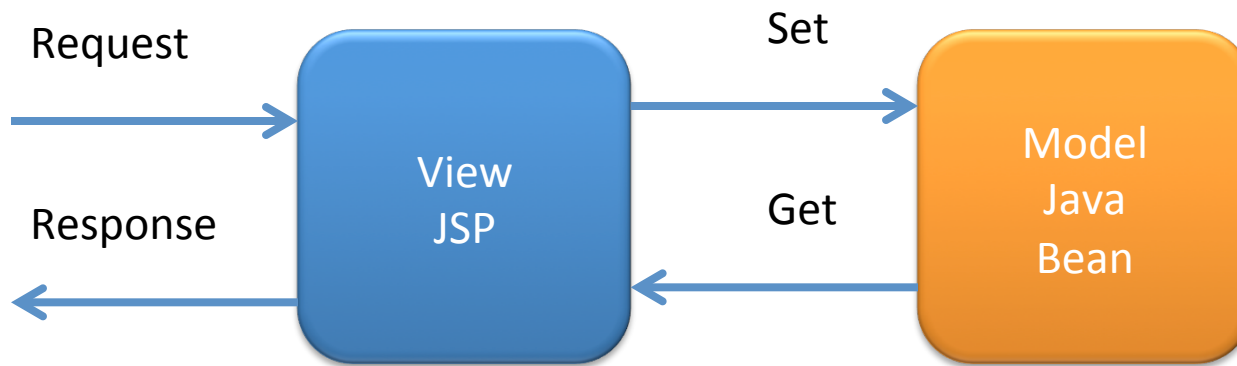 Request
Response
View
JSP
Set
Get
Model
Java
Bean